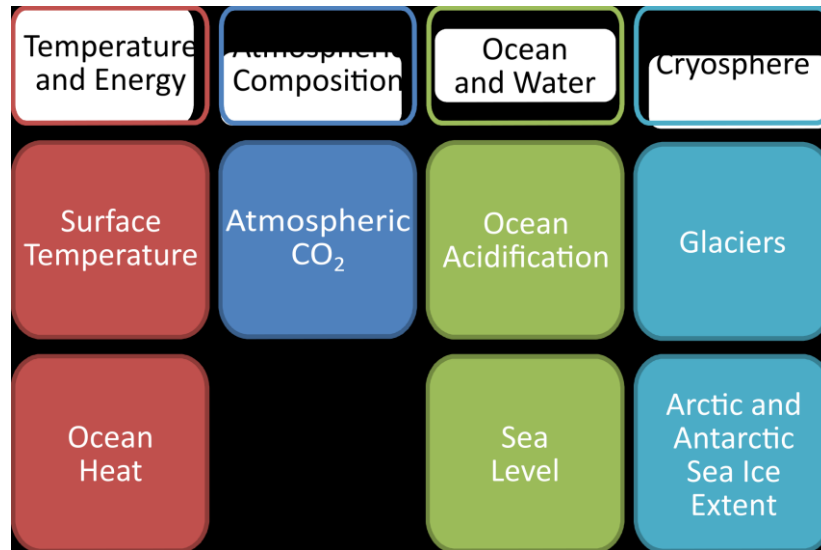 Temperature
and Energy
Atmospheric
Composition
Ocean
and Water
Cryosphere
Surface
Temperature
Atmospheric
CO₂
Ocean
Acidification
Glaciers
Ocean
Heat
Sea
Level
Arctic and
Antarctic
Sea Ice
Extent